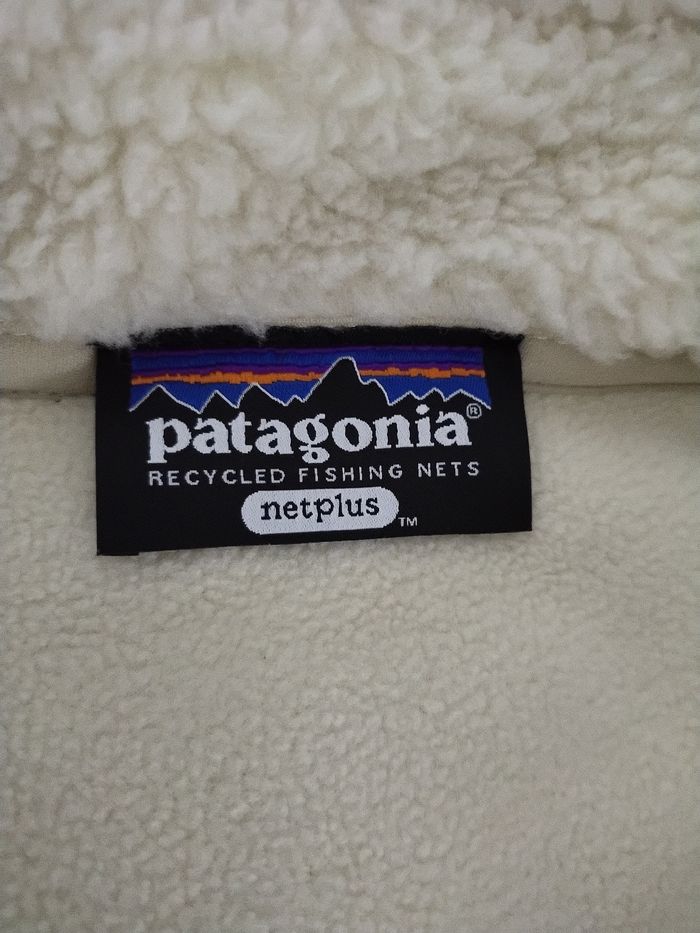 patagonia®
RECYCLED FISHING NETS
netplus™